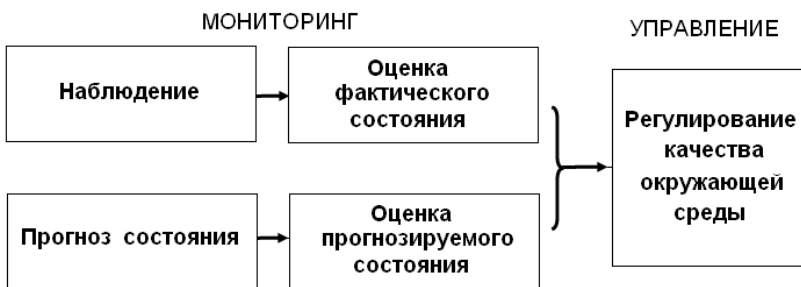 МОНИТОРИНГ
УПРАВЛЕНИЕ
Наблюдение
Оценка
фактического
состояния
Прогноз состояния
Оценка
прогнозируемого
состояния
Регулирование
качества
окружающей
среды